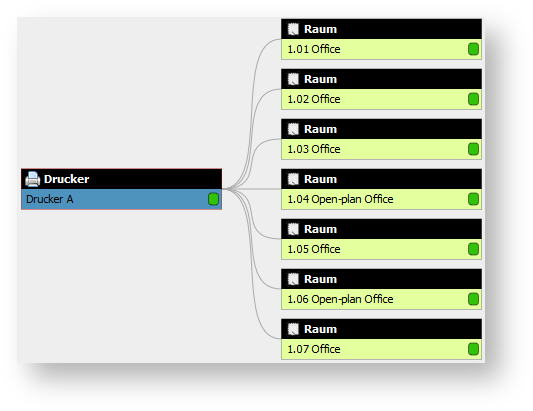 Drucker
Drucker A
Raum
1.01 Office
Raum
1.02 Office
Raum
1.03 Office
Raum
1.04 Open-plan Office
Raum
1.05 Office
Raum
1.06 Open-plan Office
Raum
1.07 Office